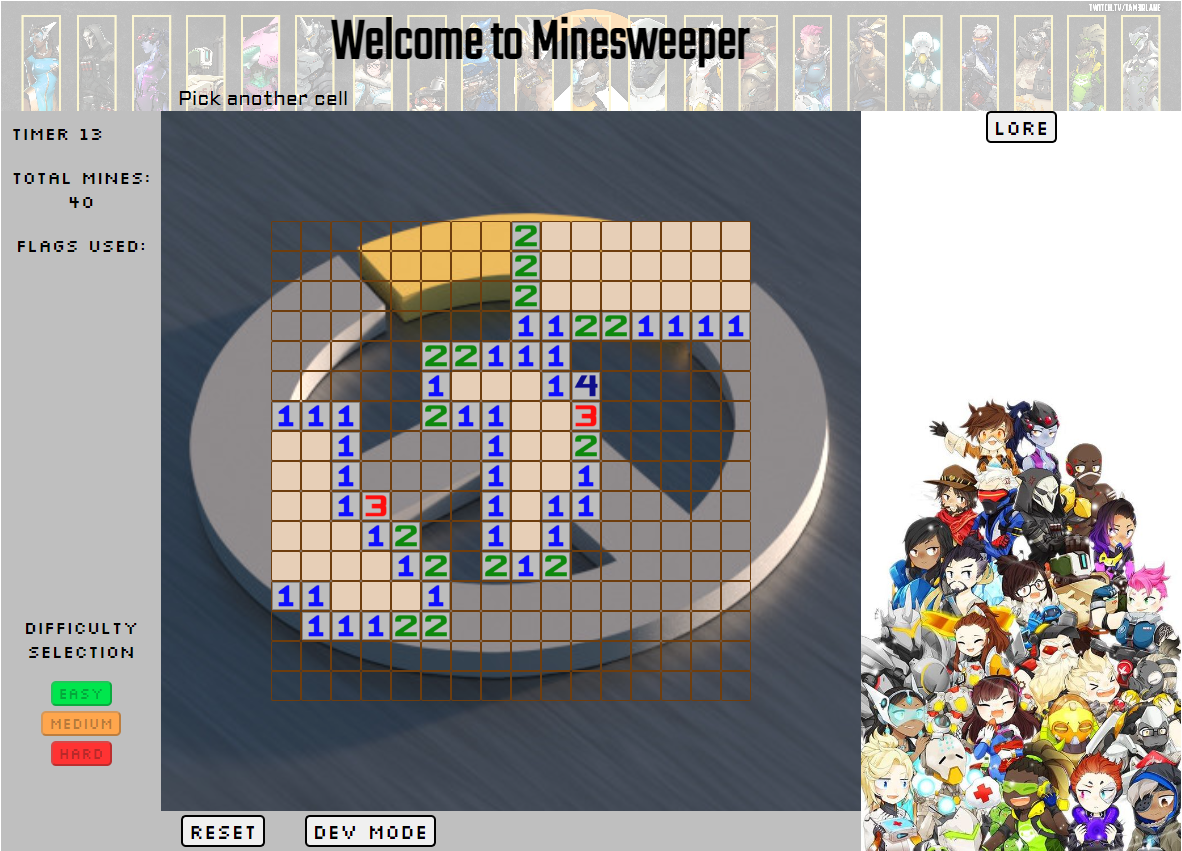 TWITCH.TV/IAMBRLANE
Welcome to Minesweeper
Pick another cell
TIMER 13
TOTAL MINES:
40
FLAGS USED:
LORE
2
2
2
1 1 2 2 1 1 1 1
2 2 1 1 1
1 1 4
1 1 1 2 1 1 3
1 1 2
1 1 1
1 3 1 1 1
1 2 1 1
1 2 2 1 2
1 1 1
1 1 1 2 2
DIFFICULTY
SELECTION
EASY
MEDIUM
HARD
RESET DEV MODE